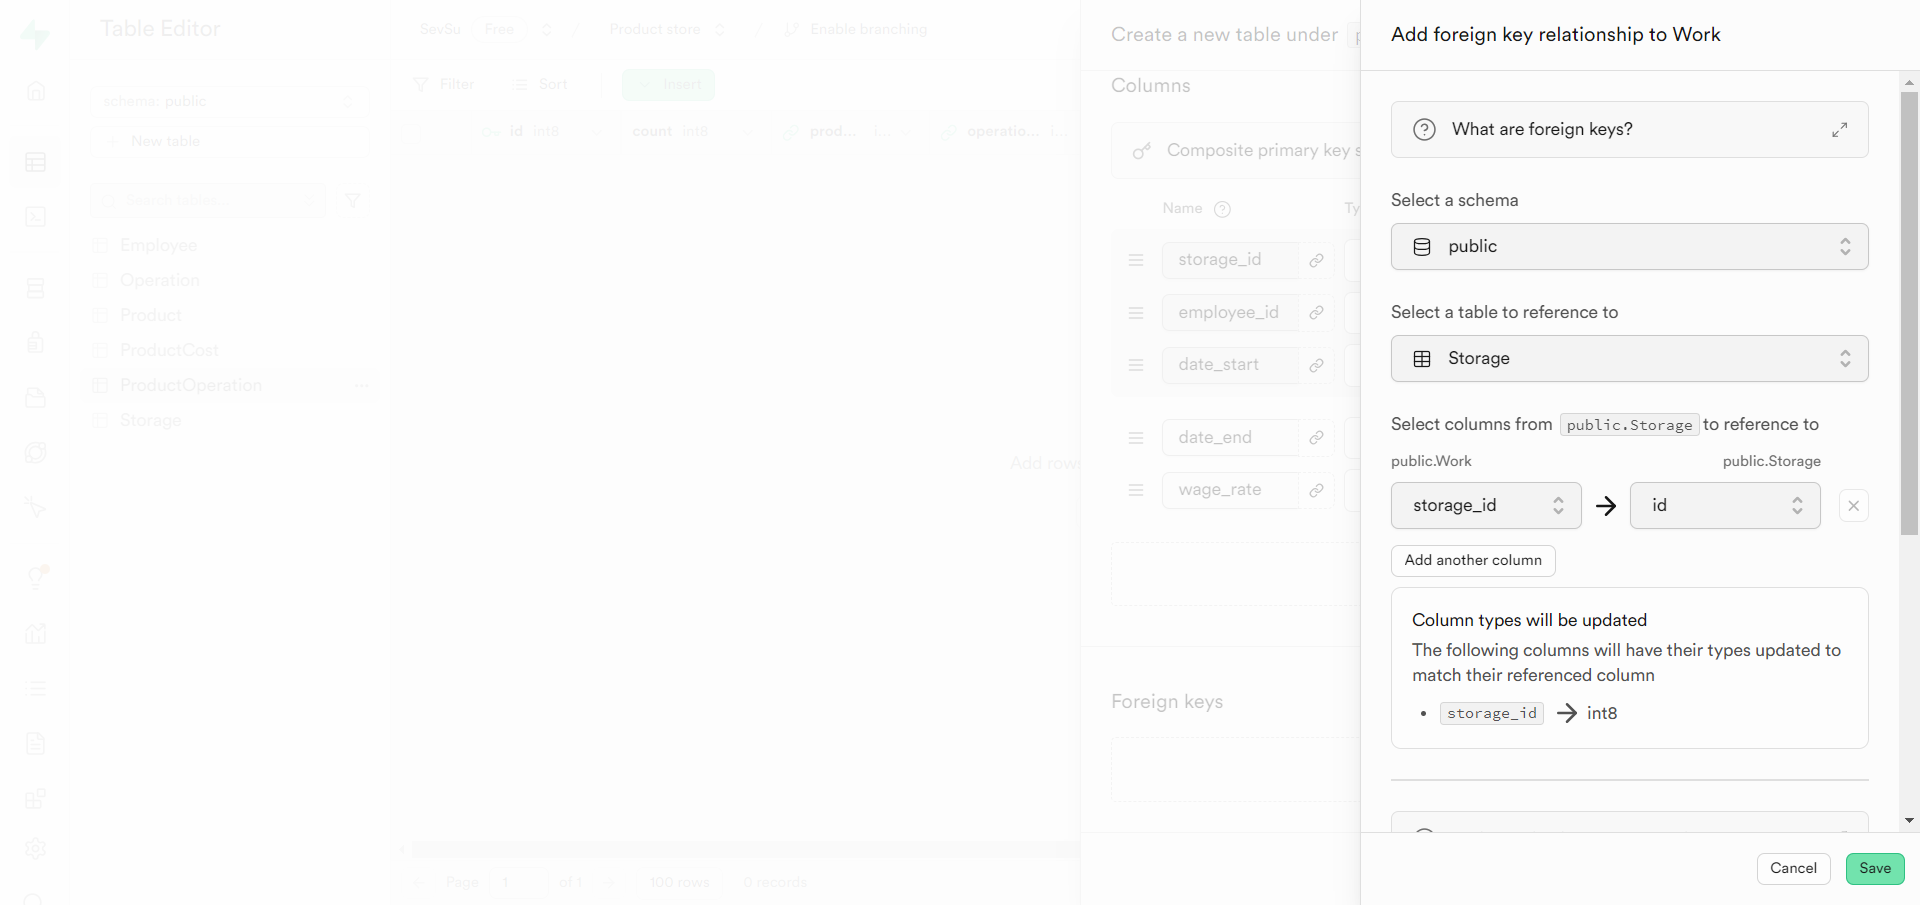 Table Editor
SevSu Free / Product store / Enable branching
schema: public
New table
Search tables...
Employee
Operation
Product
ProductCost
ProductOperation
Storage
Filter Sort Insert
id int8 count int8 prod... i... operatio... i...
Add rows
Page 1 of 1 100 rows 0 records
Create a new table under
Columns
Composite primary key s
Name Ty
storage_id
employee_id
date_start
date_end
wage_rate
Foreign keys
Add foreign key relationship to Work
What are foreign keys?
Select a schema
public
Select a table to reference to
Storage
Select columns from public.Storage to reference to
public.Work public.Storage
storage_id → id
Add another column
Column types will be updated
The following columns will have their types updated to
match their referenced column
• storage_id → int8
Cancel Save